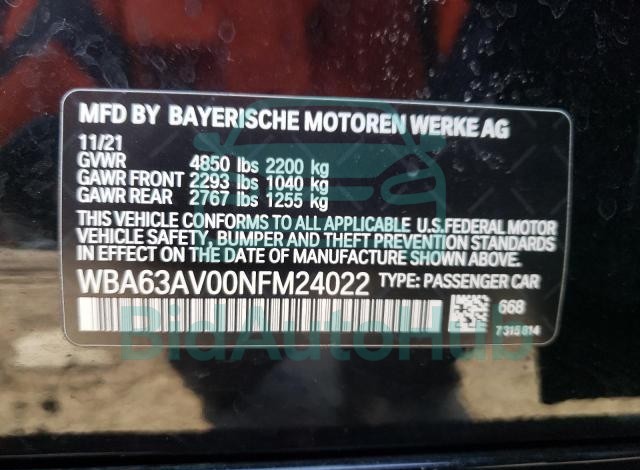 MFD BY BAYERISCHE MOTOREN WERKE AG
11/21
GVWR 4850 lbs 2200 kg
GAWR FRONT 2293 lbs 1040 kg
GAWR REAR 2767 lbs 1255 kg
THIS VEHICLE CONFORMS TO ALL APPLICABLE U.S.FEDERAL MOTOR
VEHICLE SAFETY, BUMPER AND THEFT PREVENTION STANDARDS
IN EFFECT ON THE DATE OF MANUFACTURE SHOWN ABOVE.
WBA63AV00NFM24022 TYPE: PASSENGER CAR
668
7315814
BidAutoHub